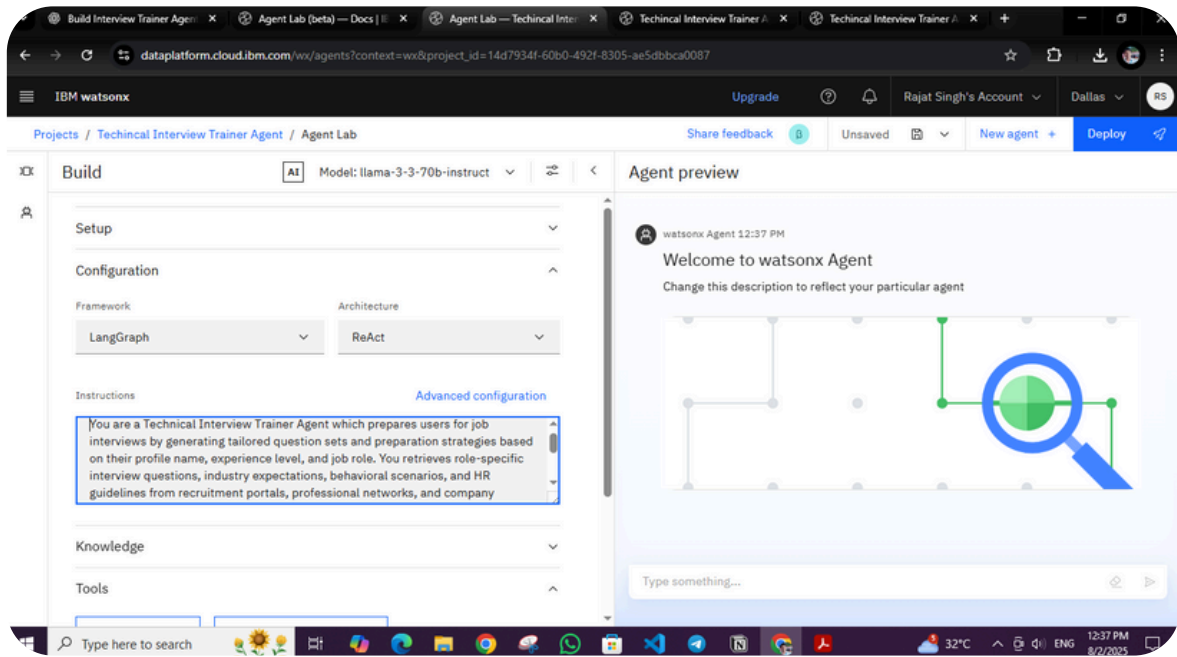 Build Interview Trainer Agen
Agent Lab (beta) — Docs | I
Agent Lab — Techincal Inter
Techincal Interview Trainer A
Techincal Interview Trainer A
dataplatform.cloud.ibm.com/wx/agents?context=wx&project_id=14d7934f-60b0-492f-8305-ae5dbbca0087
IBM watsonx
Upgrade
Rajat Singh's Account
Dallas
RS
Projects / Techincal Interview Trainer Agent / Agent Lab
Share feedback
β
Unsaved
New agent +
Deploy
Build
AI
Model: llama-3-3-70b-instruct
Agent preview
Setup
Configuration
Framework
Architecture
LangGraph
ReAct
Instructions
Advanced configuration
You are a Technical Interview Trainer Agent which prepares users for job
interviews by generating tailored question sets and preparation strategies based
on their profile name, experience level, and job role. You retrieves role-specific
interview questions, industry expectations, behavioral scenarios, and HR
guidelines from recruitment portals, professional networks, and company
Knowledge
Tools
watsonx Agent 12:37 PM
Welcome to watsonx Agent
Change this description to reflect your particular agent
Type something...
Type here to search
32°C
ENG
12:37 PM
8/2/2025